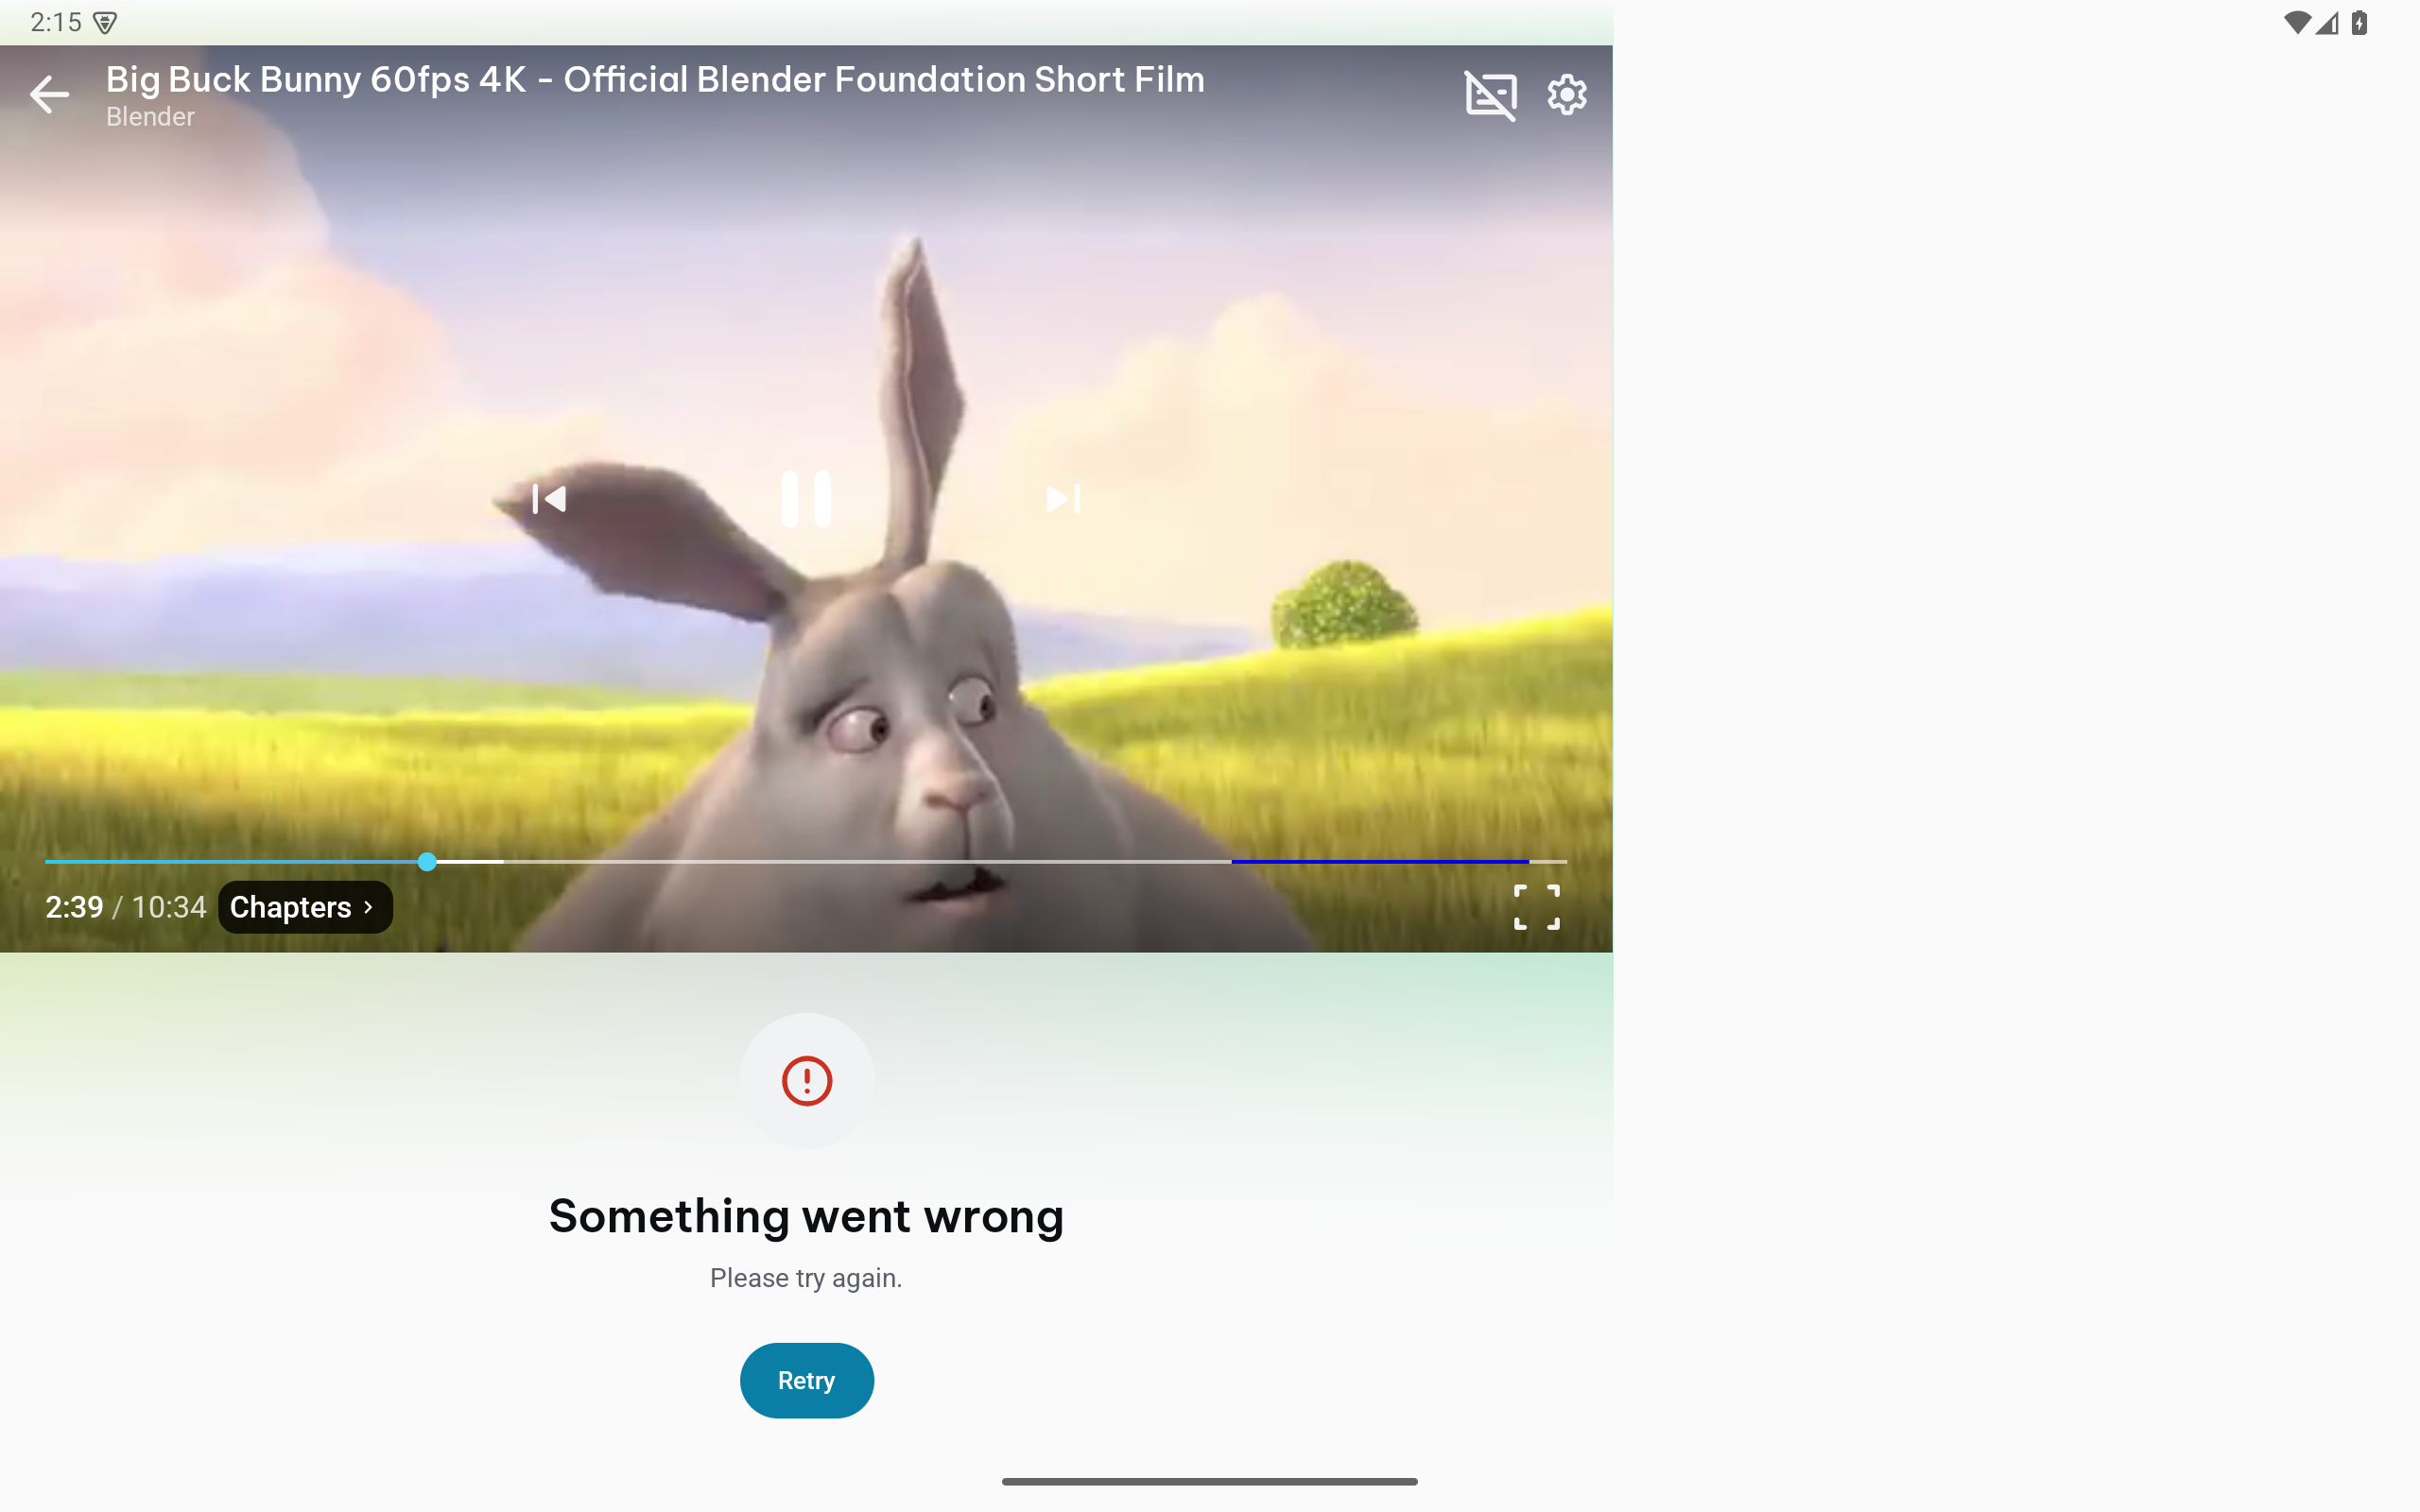 2:15
Big Buck Bunny 60fps 4K - Official Blender Foundation Short Film
Blender
2:39 / 10:34 Chapters
Something went wrong
Please try again.
Retry